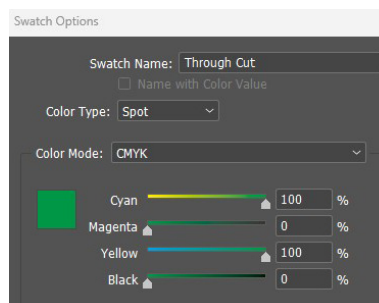 Swatch Options
Swatch Name: Through Cut
Name with Color Value
Color Type: Spot
Color Mode: CMYK
Cyan 100 %
Magenta 0 %
Yellow 100 %
Black 0 %